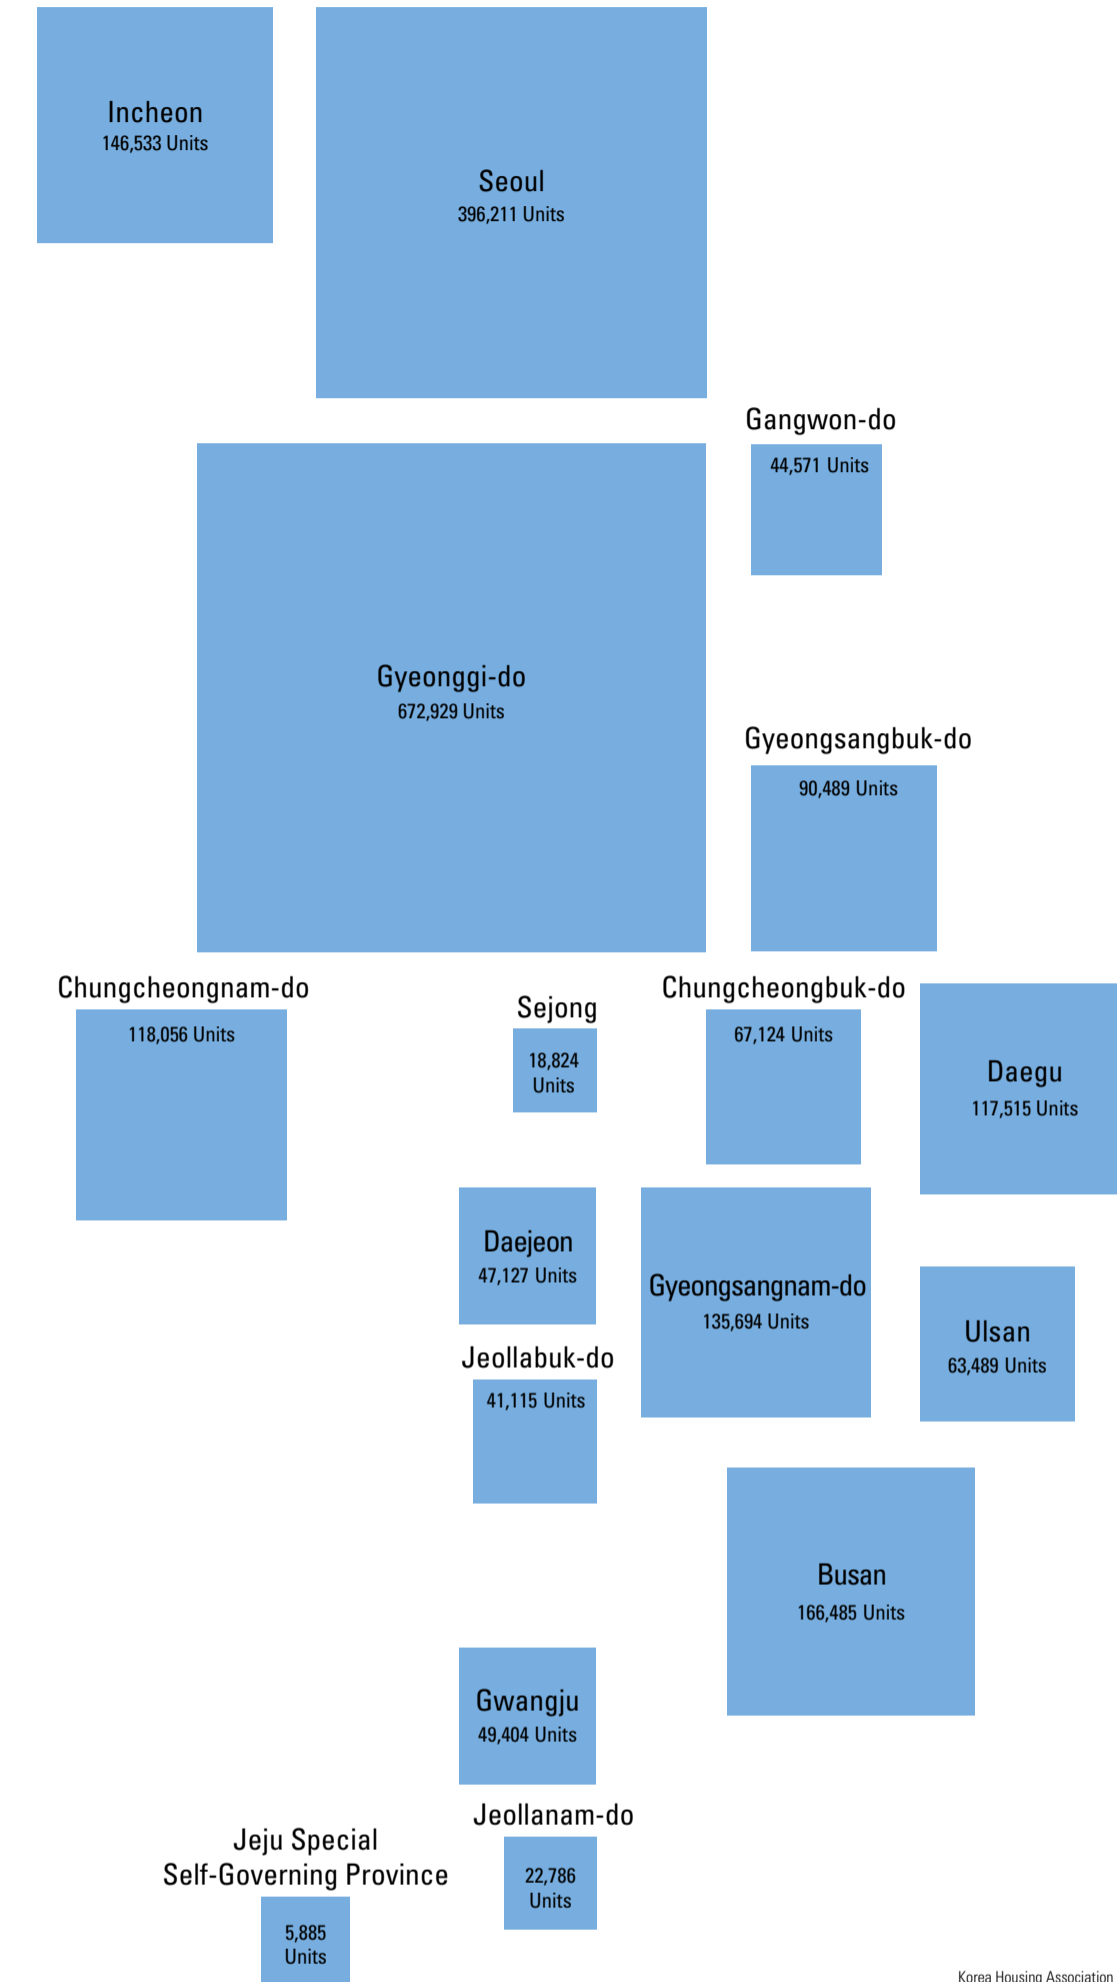 Incheon
146,533 Units
Seoul
396,211 Units
Gangwon-do
44,571 Units
Gyeonggi-do
672,929 Units
Gyeongsangbuk-do
90,489 Units
Chungcheongnam-do
118,056 Units
Sejong
18,824
Units
Chungcheongbuk-do
67,124 Units
Daegu
117,515 Units
Daejeon
47,127 Units
Gyeongsangnam-do
135,694 Units
Ulsan
63,489 Units
Jeollabuk-do
41,115 Units
Busan
166,485 Units
Gwangju
49,404 Units
Jeollanam-do
22,786
Units
Jeju Special
Self-Governing Province
5,885
Units
Korea Housing Association